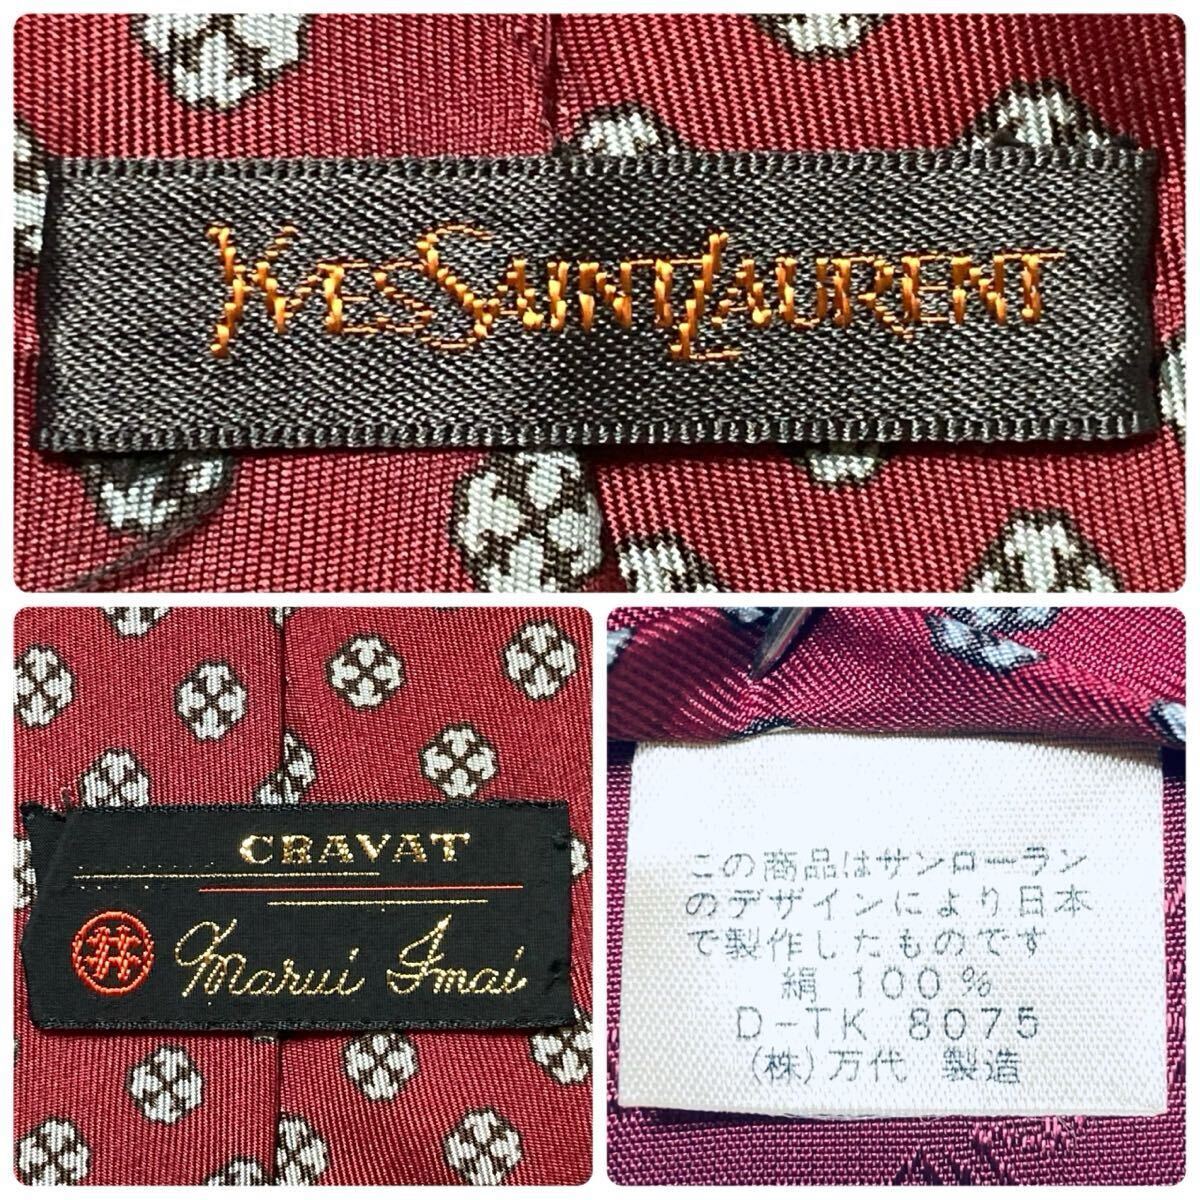 YVES SAINT LAURENT
CRAVAT
井
Marui Imai
この商品はサンローラン
のデザインにより日本
で製作したものです
絹 100%
D-TK 8075
(株)万代 製造